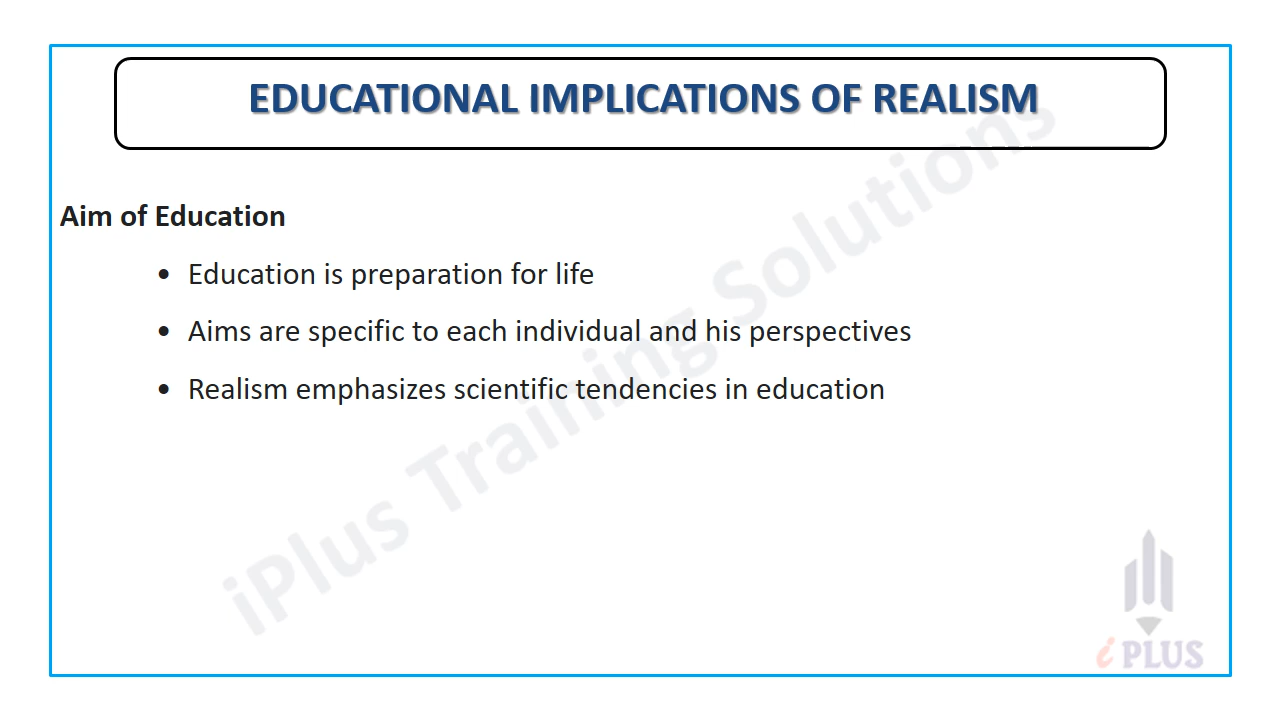 EDUCATIONAL IMPLICATIONS OF REALISM
Aim of Education
• Education is preparation for life
• Aims are specific to each individual and his perspectives
• Realism emphasizes scientific tendencies in education
iPlus Training Solutions
i PLUS